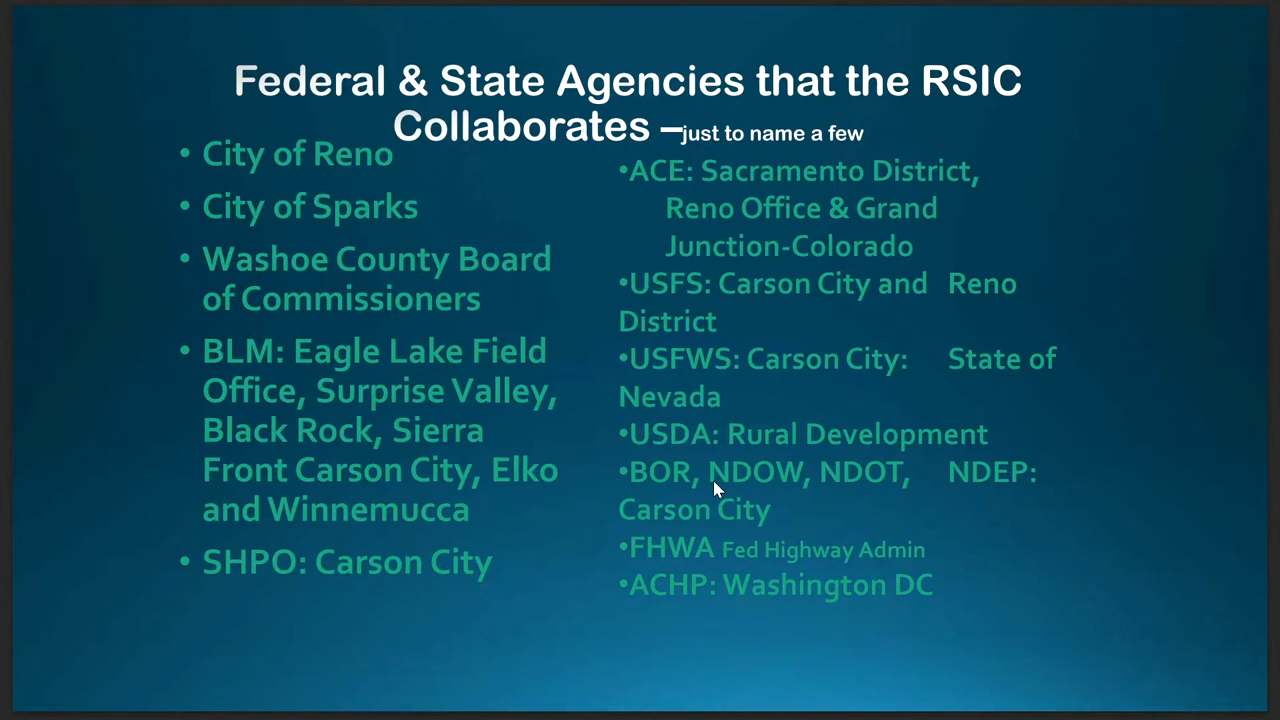 Federal & State Agencies that the RSIC
Collaborates –just to name a few
• City of Reno
• City of Sparks
• Washoe County Board
of Commissioners
• BLM: Eagle Lake Field
Office, Surprise Valley,
Black Rock, Sierra
Front Carson City, Elko
and Winnemucca
• SHPO: Carson City
•ACE: Sacramento District,
Reno Office & Grand
Junction-Colorado
•USFS: Carson City and Reno
District
•USFWS: Carson City: State of
Nevada
•USDA: Rural Development
•BOR, NDOW, NDOT, NDEP:
Carson City
•FHWA Fed Highway Admin
•ACHP: Washington DC